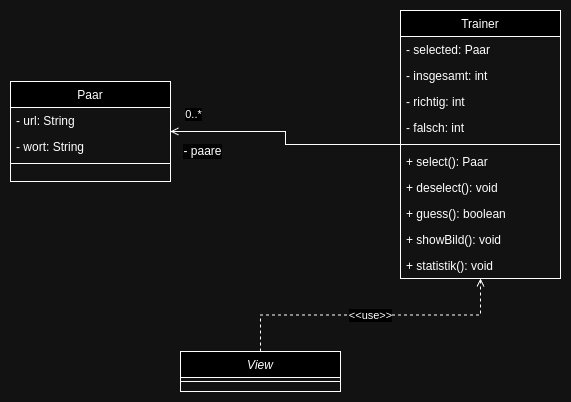 Trainer
- selected: Paar
- insgesamt: int
- richtig: int
- falsch: int
+ select(): Paar
+ deselect(): void
+ guess(): boolean
+ showBild(): void
+ statistik(): void
Paar
- url: String
- wort: String
0..*
- paare
<<use>>
View